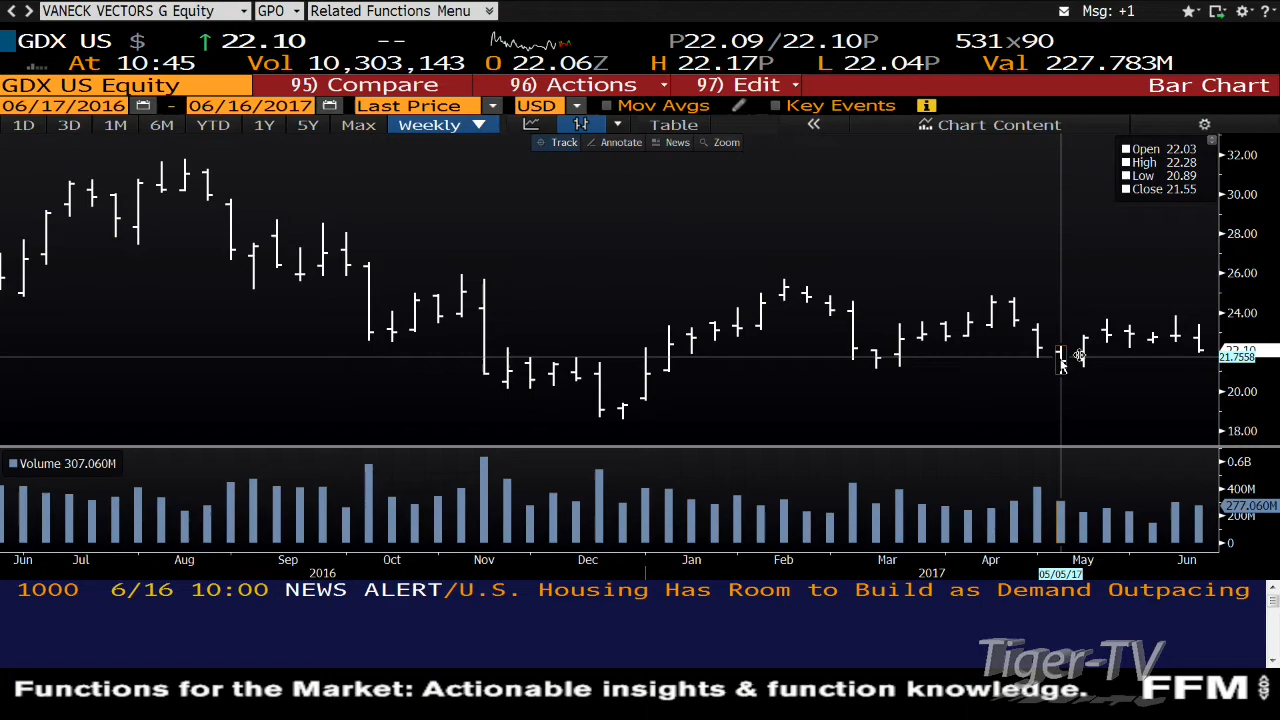 VANECK VECTORS G Equity GPO Related Functions Menu Msg: +1
GDX US $ ↑ 22.10 -- P22.09/22.10P 531x90
At 10:45 Vol 10,303,143 O 22.06Z H 22.17P L 22.04P Val 227.783M
GDX US Equity 95) Compare 96) Actions 97) Edit Bar Chart
06/17/2016 - 06/16/2017 Last Price USD Mov Avgs Key Events
1D 3D 1M 6M YTD 1Y 5Y Max Weekly ▼ Table « Chart Content
Track Annotate News Zoom
Open 22.03
High 22.28
Low 20.89
Close 21.55
32.00
30.00
28.00
26.00
24.00
21.7558
20.00
18.00
Volume 307.060M
0.6B
400M
277.060M
200M
0
Jun Jul Aug Sep Oct Nov Dec Jan Feb Mar Apr May Jun
2016 2017
05/05/17
1000 6/16 10:00 NEWS ALERT/U.S. Housing Has Room to Build as Demand Outpacing
Tiger-TV
Functions for the Market: Actionable insights & function knowledge. FFM